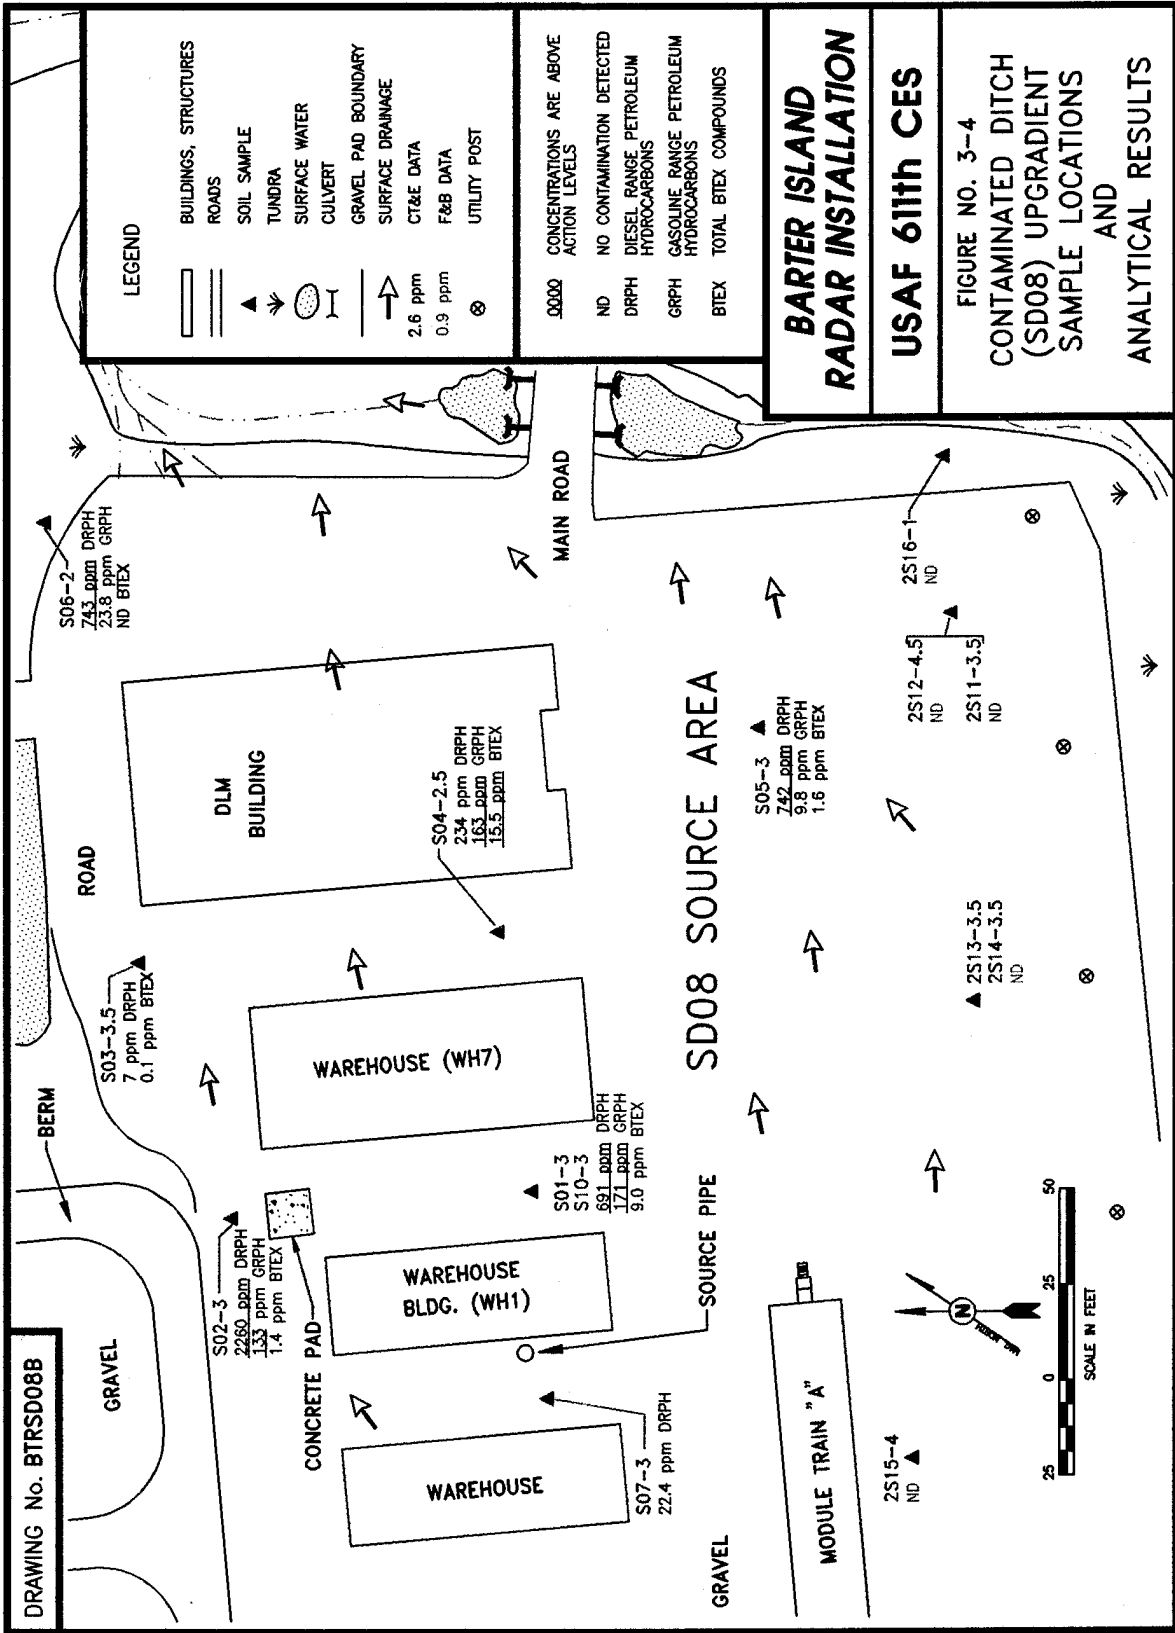 DRAWING No. BTRSD08B
GRAVEL
BERM
ROAD
S02-3
2260 ppm DRPH
133 ppm GRPH
1.4 ppm BTEX
CONCRETE PAD
S03-3.5
7 ppm DRPH
0.1 ppm BTEX
S06-2
743 ppm DRPH
23.8 ppm GRPH
ND BTEX
WAREHOUSE
WAREHOUSE
BLDG. (WH1)
WAREHOUSE (WH7)
DLM
BUILDING
S04-2.5
234 ppm DRPH
163 ppm GRPH
15.5 ppm BTEX
S01-3
S10-3
691 ppm DRPH
171 ppm GRPH
9.0 ppm BTEX
S07-3
22.4 ppm DRPH
SOURCE PIPE
MAIN ROAD
SD08 SOURCE AREA
GRAVEL
MODULE TRAIN "A"
S05-3
742 ppm DRPH
9.8 ppm GRPH
1.6 ppm BTEX
2S15-4
ND
2S13-3.5
2S14-3.5
ND
2S12-4.5
ND
2S11-3.5
ND
2S16-1
ND
N
25 0 25 50
SCALE IN FEET
LEGEND
BUILDINGS, STRUCTURES
ROADS
SOIL SAMPLE
TUNDRA
SURFACE WATER
CULVERT
GRAVEL PAD BOUNDARY
SURFACE DRAINAGE
2.6 ppm CT&E DATA
0.9 ppm F&B DATA
UTILITY POST
0000 CONCENTRATIONS ARE ABOVE
ACTION LEVELS
ND NO CONTAMINATION DETECTED
DRPH DIESEL RANGE PETROLEUM
HYDROCARBONS
GRPH GASOLINE RANGE PETROLEUM
HYDROCARBONS
BTEX TOTAL BTEX COMPOUNDS
BARTER ISLAND
RADAR INSTALLATION
USAF 611th CES
FIGURE NO. 3-4
CONTAMINATED DITCH
(SD08) UPGRADIENT
SAMPLE LOCATIONS
AND
ANALYTICAL RESULTS